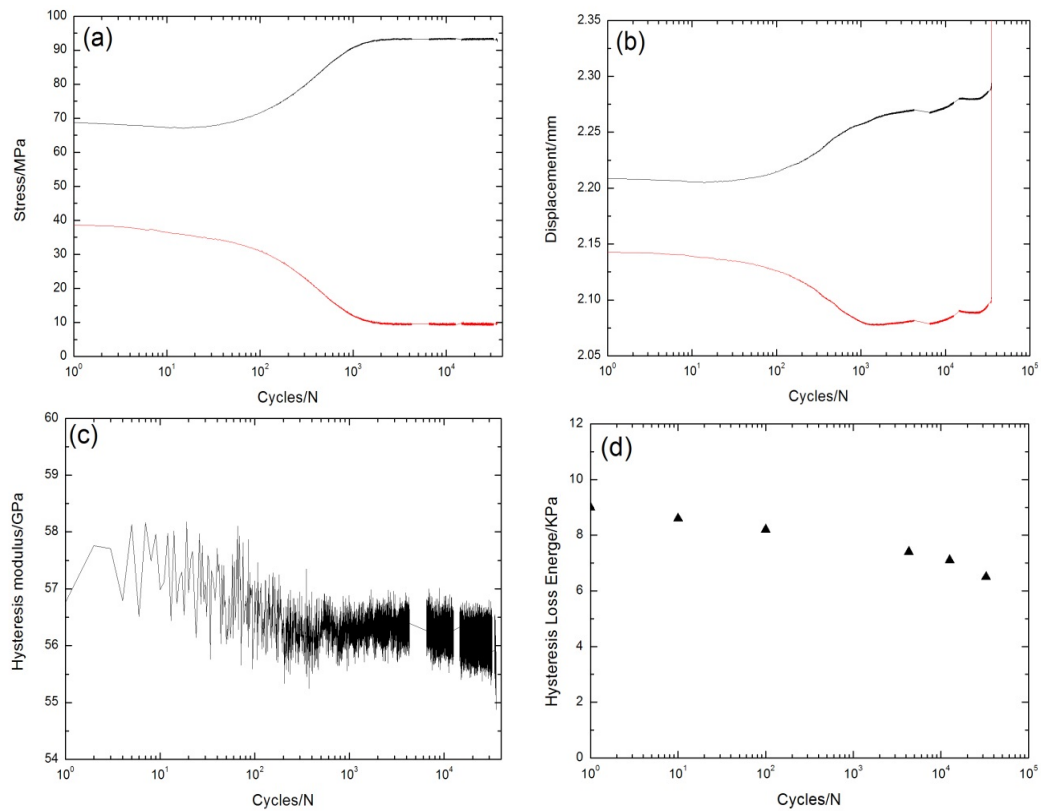 (a)
Stress/MPa
100
90
80
70
60
50
40
30
20
10
0
10^0 10^1 10^2 10^3 10^4
Cycles/N
(b)
Displacement/mm
2.35
2.30
2.25
2.20
2.15
2.10
2.05
10^0 10^1 10^2 10^3 10^4 10^5
Cycles/N
(c)
Hysteresis modulus/GPa
60
59
58
57
56
55
54
10^0 10^1 10^2 10^3 10^4
Cycles/N
(d)
Hysteresis Loss Energe/KPa
12
10
8
6
4
2
0
10^0 10^1 10^2 10^3 10^4 10^5
Cycles/N